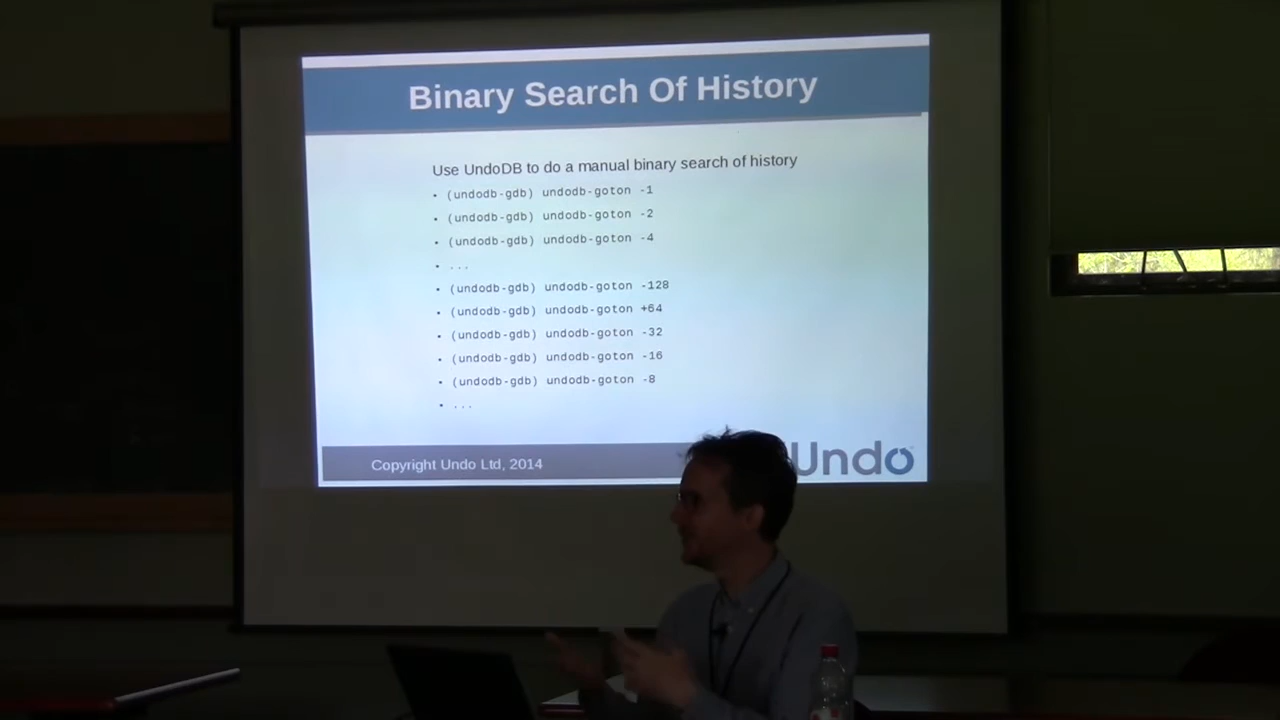 Binary Search Of History
Use UndoDB to do a manual binary search of history
• (undodb-gdb) undodb-goton -1
• (undodb-gdb) undodb-goton -2
• (undodb-gdb) undodb-goton -4
• ...
• (undodb-gdb) undodb-goton -128
• (undodb-gdb) undodb-goton +64
• (undodb-gdb) undodb-goton -32
• (undodb-gdb) undodb-goton -16
• (undodb-gdb) undodb-goton -8
• ...
Copyright Undo Ltd, 2014
Undo